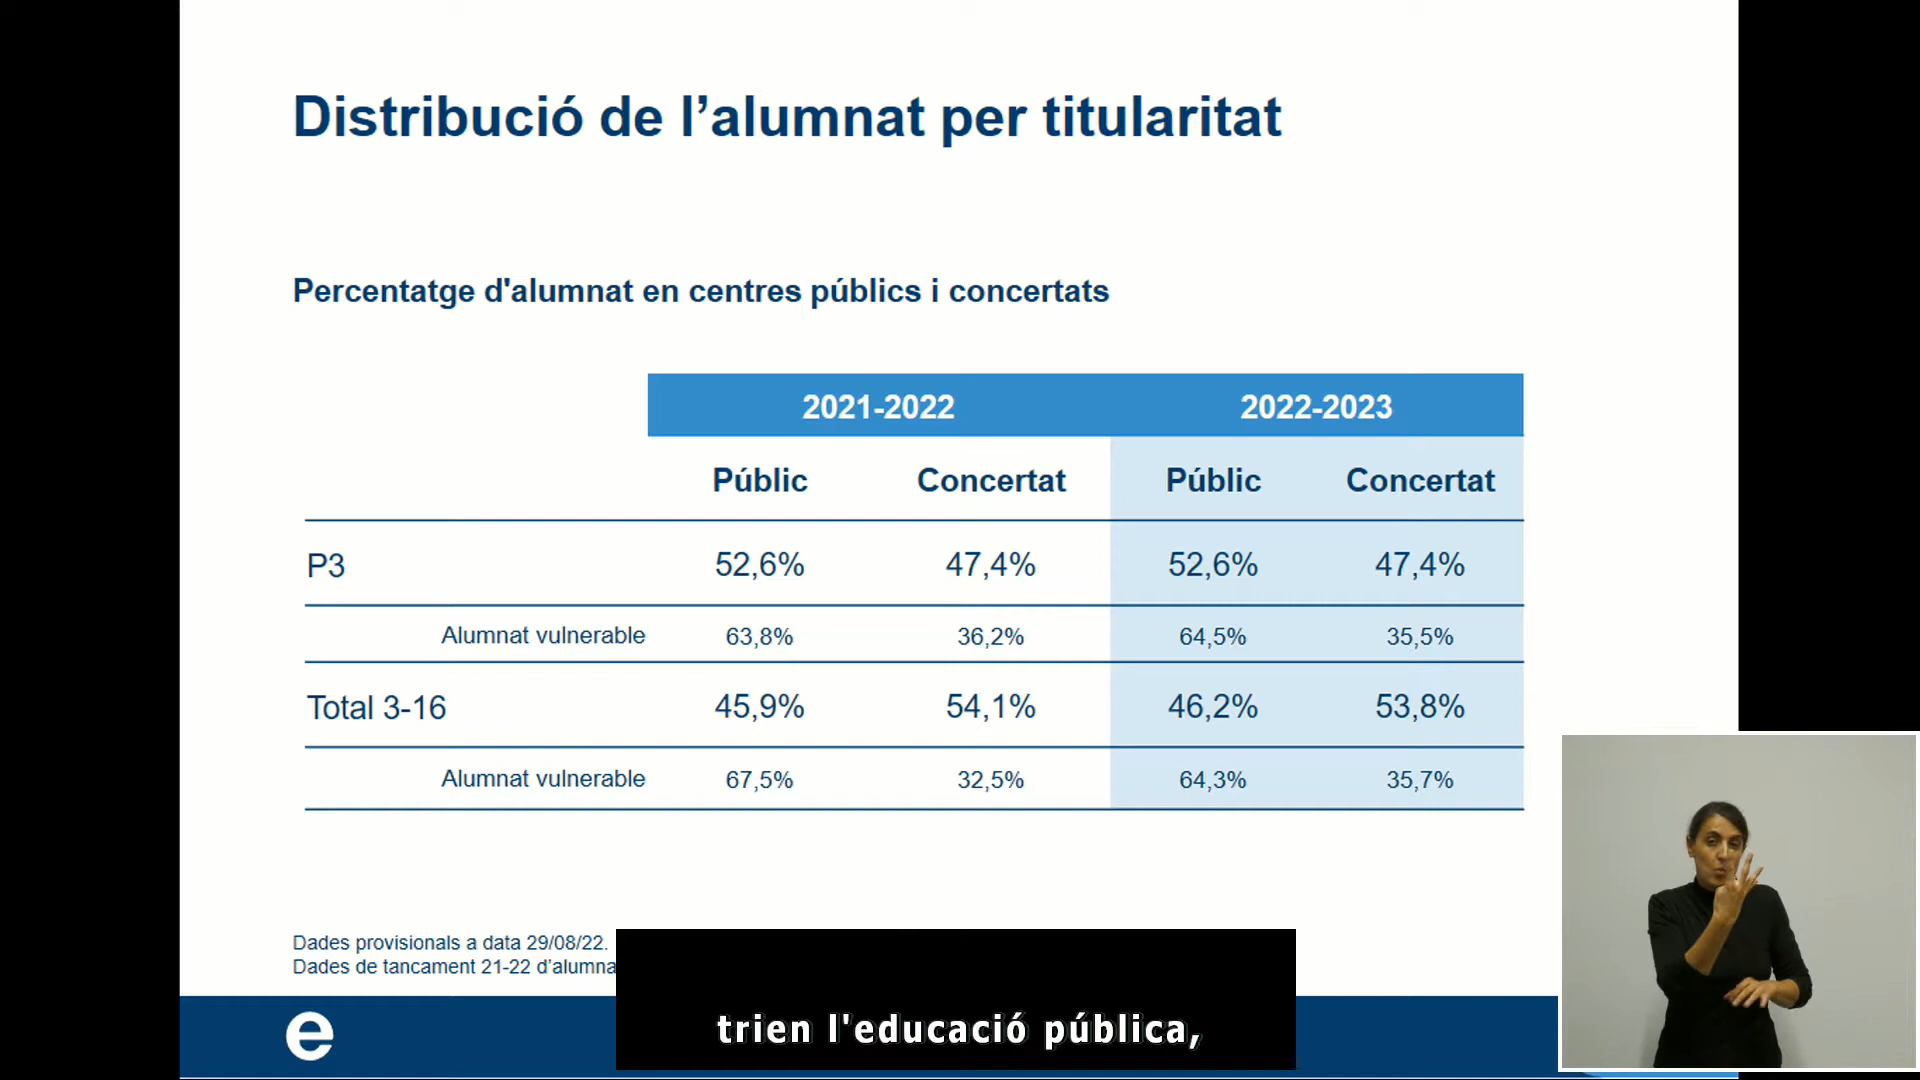 Distribució de l’alumnat per titularitat
Percentatge d'alumnat en centres públics i concertats
2021-2022 2022-2023
Públic Concertat Públic Concertat
P3 52,6% 47,4% 52,6% 47,4%
Alumnat vulnerable 63,8% 36,2% 64,5% 35,5%
Total 3-16 45,9% 54,1% 46,2% 53,8%
Alumnat vulnerable 67,5% 32,5% 64,3% 35,7%
Dades provisionals a data 29/08/22.
Dades de tancament 21-22 d’alumna
e
trien l'educació pública,